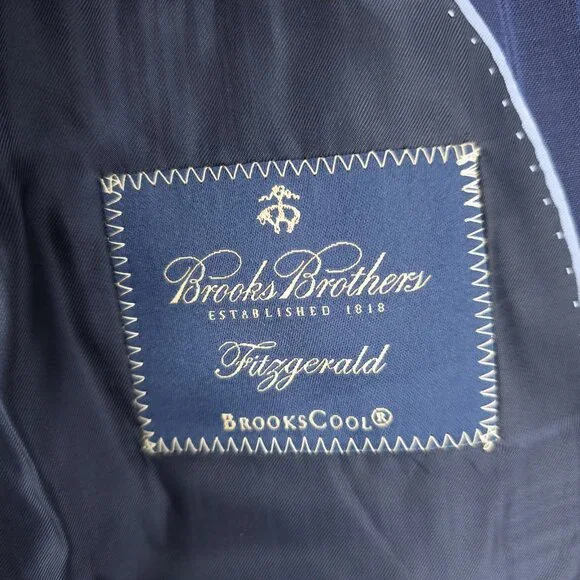 Brooks Brothers
ESTABLISHED 1818
Fitzgerald
BROOKSCOOL®